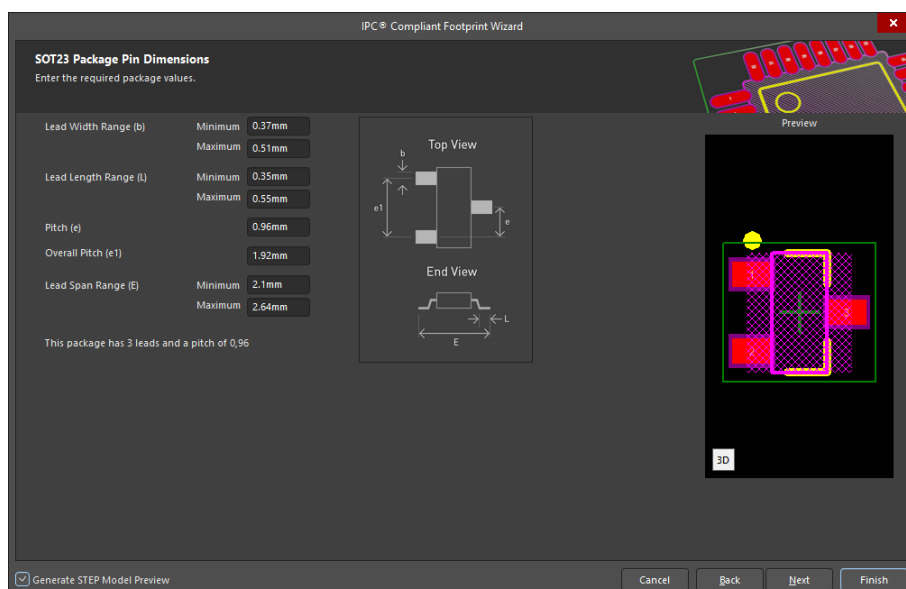 IPC® Compliant Footprint Wizard
SOT23 Package Pin Dimensions
Enter the required package values.
Preview
Lead Width Range (b) Minimum 0.37mm
Maximum 0.51mm
Lead Length Range (L) Minimum 0.35mm
Maximum 0.55mm
Pitch (e) 0.96mm
Overall Pitch (e1) 1.92mm
Lead Span Range (E) Minimum 2.1mm
Maximum 2.64mm
This package has 3 leads and a pitch of 0,96
Top View
b
e1
e
End View
L
E
1
2
3
3D
Generate STEP Model Preview
Cancel
Back
Next
Finish